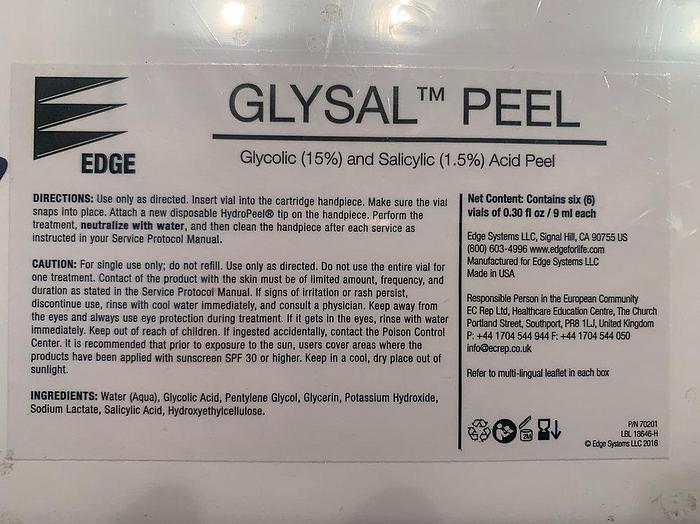 GLYSAL™ PEEL
EDGE
Glycolic (15%) and Salicylic (1.5%) Acid Peel
DIRECTIONS: Use only as directed. Insert vial into the cartridge handpiece. Make sure the vial
snaps into place. Attach a new disposable HydroPeel® tip on the handpiece. Perform the
treatment, neutralize with water, and then clean the handpiece after each service as
instructed in your Service Protocol Manual.
CAUTION: For single use only; do not refill. Use only as directed. Do not use the entire vial for
one treatment. Contact of the product with the skin must be of limited amount, frequency, and
duration as stated in the Service Protocol Manual. If signs of irritation or rash persist,
discontinue use, rinse with cool water immediately, and consult a physician. Keep away from
the eyes and always use eye protection during treatment. If it gets in the eyes, rinse with water
immediately. Keep out of reach of children. If ingested accidentally, contact the Poison Control
Center. It is recommended that prior to exposure to the sun, users cover areas where the
products have been applied with sunscreen SPF 30 or higher. Keep in a cool, dry place out of
sunlight.
INGREDIENTS: Water (Aqua), Glycolic Acid, Pentylene Glycol, Glycerin, Potassium Hydroxide,
Sodium Lactate, Salicylic Acid, Hydroxyethylcellulose.
Net Content: Contains six (6)
vials of 0.30 fl oz / 9 ml each
Edge Systems LLC, Signal Hill, CA 90755 US
(800) 603-4996 www.edgeforlife.com
Manufactured for Edge Systems LLC
Made in USA
Responsible Person in the European Community
EC Rep Ltd, Healthcare Education Centre, The Church
Portland Street, Southport, PR8 1LJ, United Kingdom
P: +44 1704 544 944 F: +44 1704 544 050
info@ecrep.co.uk
Refer to multi-lingual leaflet in each box
2M
P/N 70201
LBL 18646-H
© Edge Systems LLC 2016